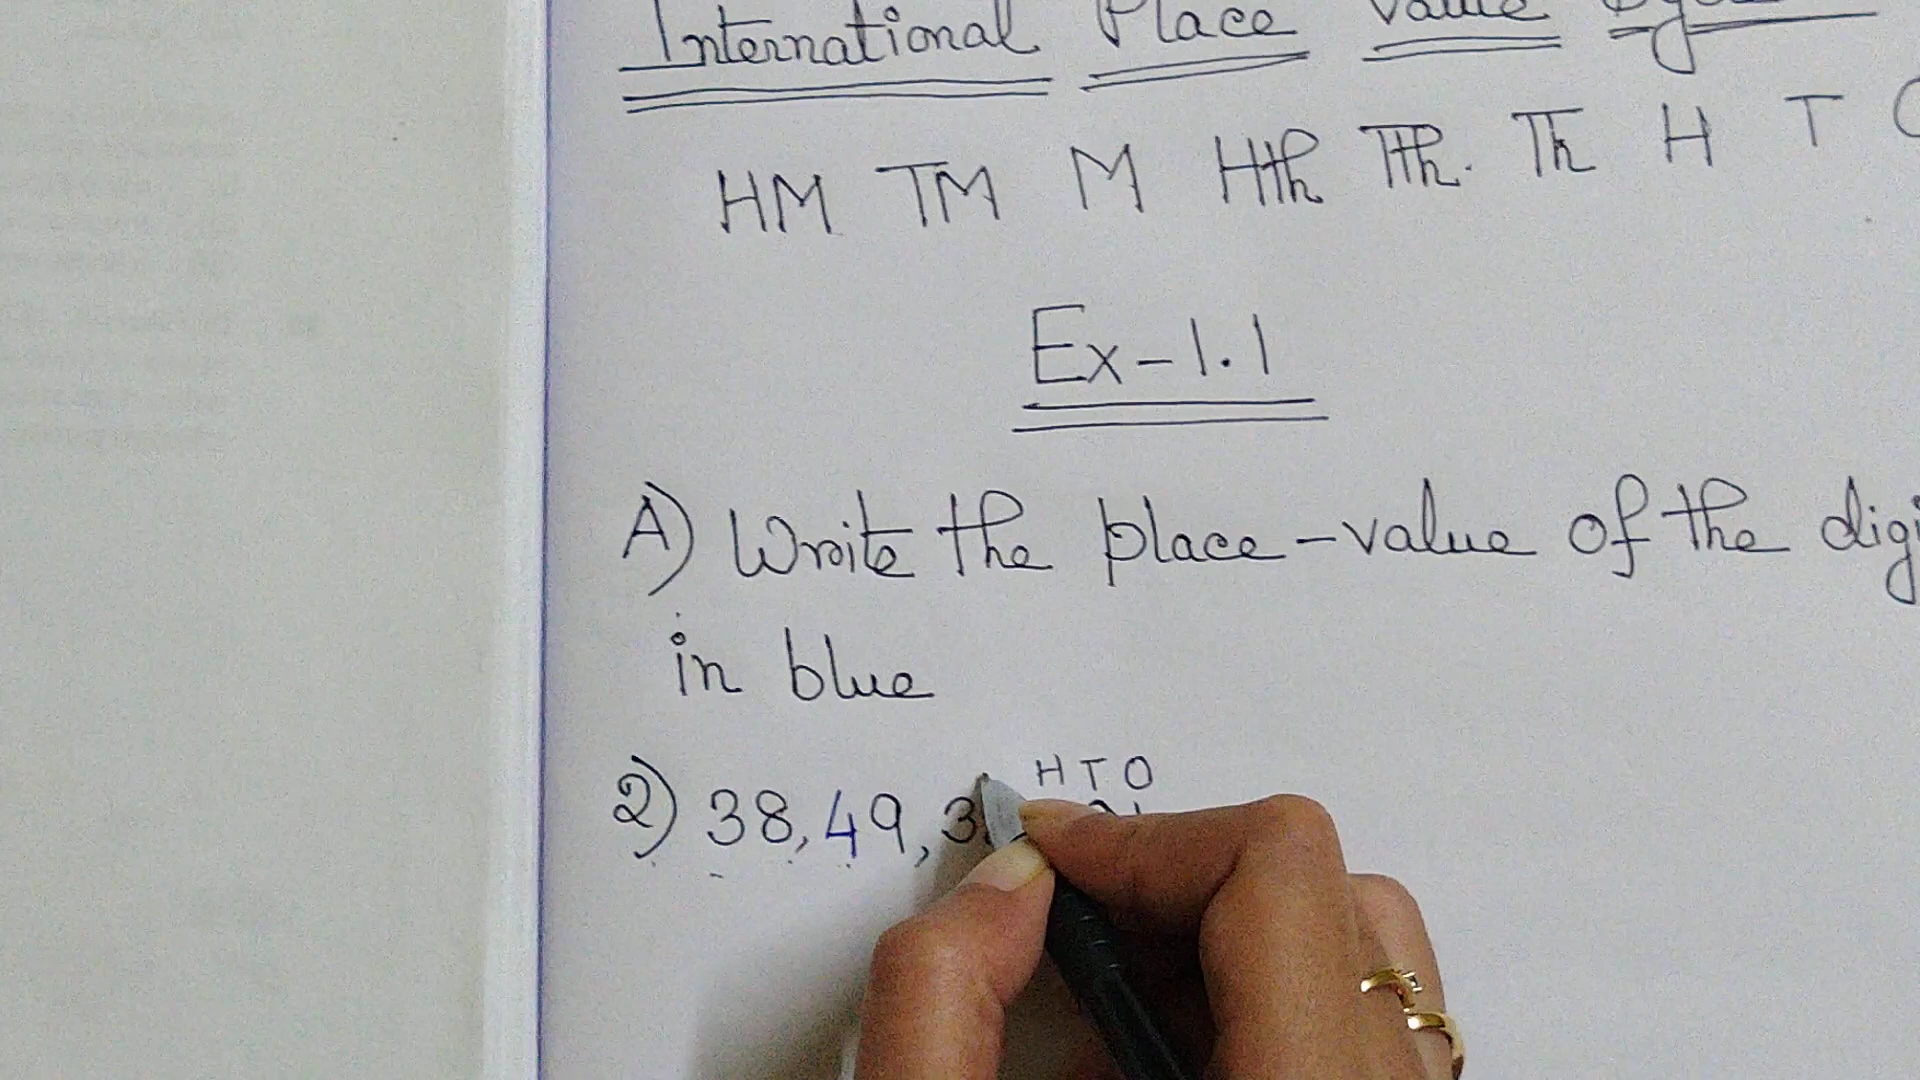 International Place Value
HM TM M Hth Tth. Th H T
Ex-1.1
A) Write the place-value of the
in blue
H T O
2) 38,49,3